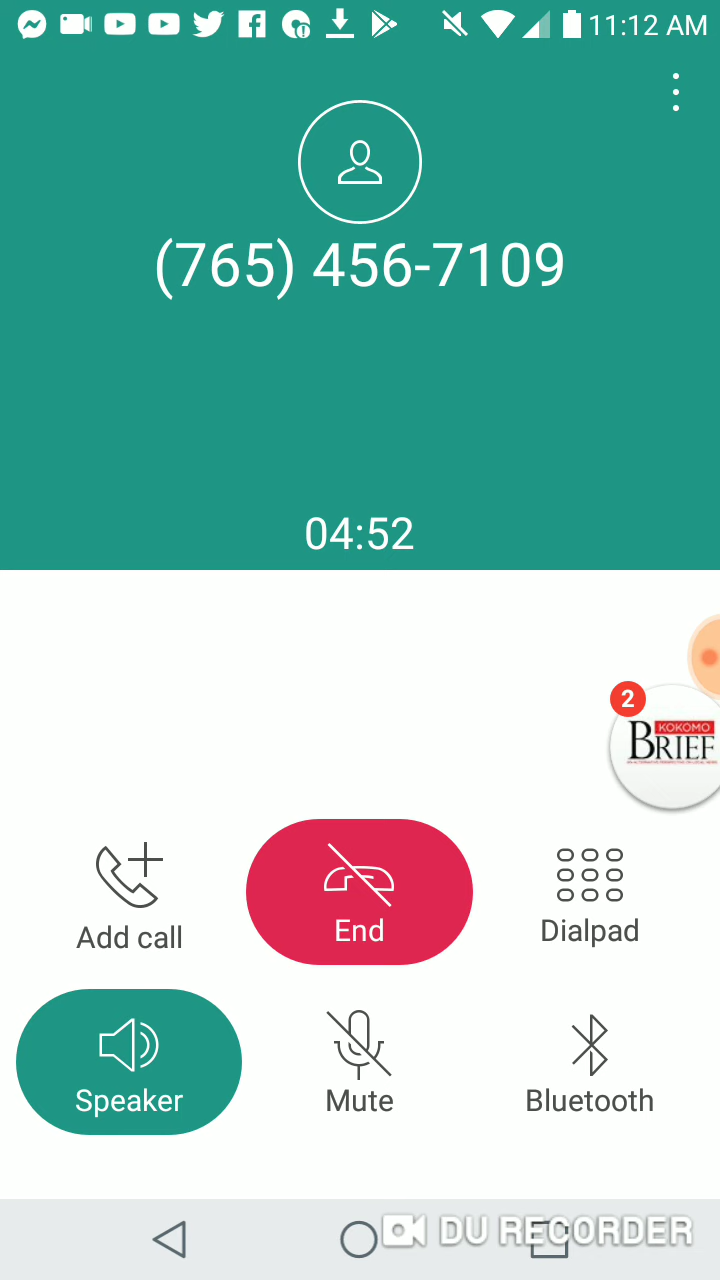 11:12 AM
(765) 456-7109
04:52
2
KOKOMO
BRIEF
Add call
End
Dialpad
Speaker
Mute
Bluetooth
DU RECORDER